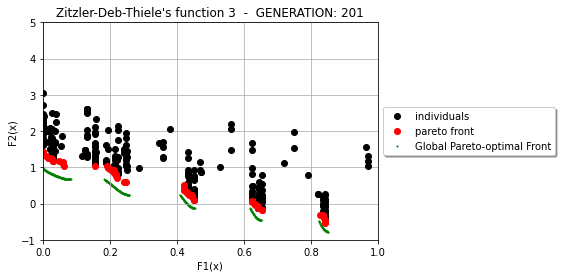 Zitzler-Deb-Thiele's function 3 - GENERATION: 201
5
4
3
2
1
0
−1
F2(x)
0.0 0.2 0.4 0.6 0.8 1.0
F1(x)
individuals
pareto front
Global Pareto-optimal Front